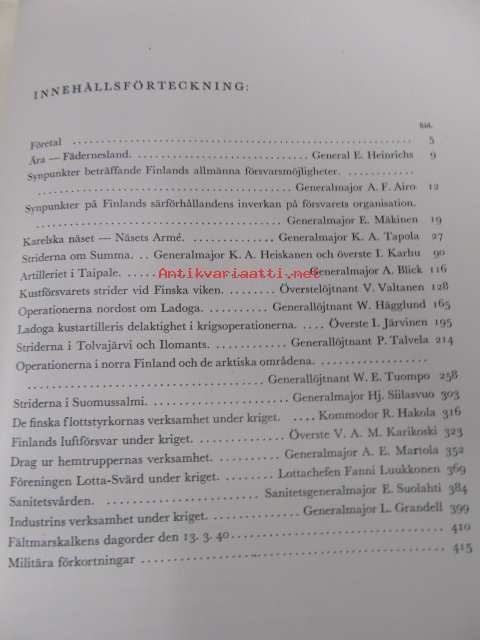 INNEHÅLLSFÖRTECKNING:
Sid.
Företal 5
Ära — Fädernesland. General E. Heinrichs 9
Synpunkter beträffande Finlands allmänna försvarsmöjligheter.
Generalmajor A. F. Airo 12
Synpunkter på Finlands särförhållandens inverkan på försvarets organisation.
Generalmajor E. Mäkinen 19
Karelska näset — Näsets Armé. Generalmajor K. A. Tapola 27
Striderna om Summa. Generalmajor K. A. Heiskanen och överste I. Karhu 90
Artilleriet i Taipale. Generalmajor A. Blick 116
Antikvariaatti.net
Kustförsvarets strider vid Finska viken. Överstelöjtnant V. Valtanen 128
Operationerna nordost om Ladoga. Generallöjtnant W. Hägglund 165
Ladoga kustartilleris delaktighet i krigsoperationerna. Överste I. Järvinen 195
Striderna i Tolvajärvi och Ilomants. Generallöjtnant P. Talvela 214
Operationerna i norra Finland och de arktiska områdena.
Generallöjtnant W. E. Tuompo 258
Striderna i Suomussalmi. Generalmajor Hj. Siilasvuo 302
De finska flottstyrkornas verksamhet under kriget. Kommodor R. Hakola 316
Finlands luftförsvar under kriget. Överste V. A. M. Karikoski 323
Drag ur hemtruppernas verksamhet. Generalmajor A. E. Martola 352
Föreningen Lotta-Svärd under kriget. Lottachefen Fanni Luukkonen 369
Sanitetsvården. Sanitetsgeneralmajor E. Suolahti 384
Industrins verksamhet under kriget. Generalmajor L. Grandell 399
Fältmarskalkens dagorder den 13. 3. 40 410
Militära förkortningar 415